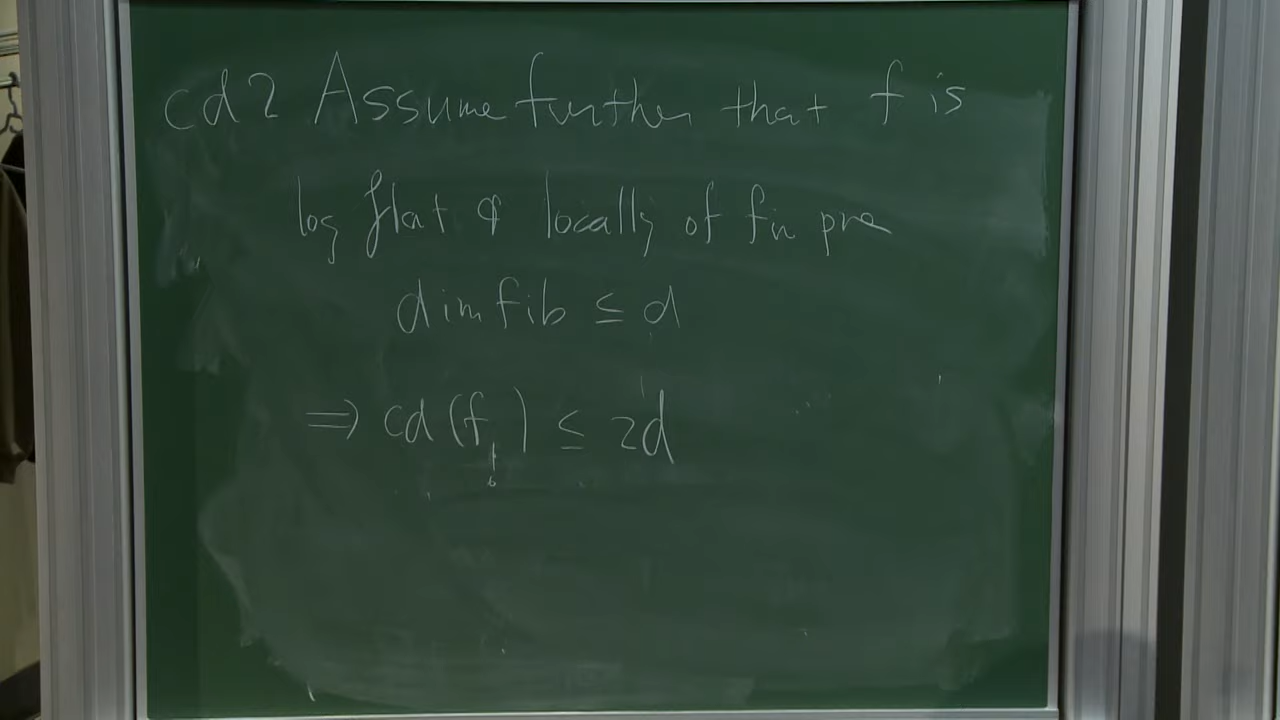 cd2 Assume further that f is
log flat & locally of fin pre
dim fib ≤ d
⇒ cd(f!) ≤ 2d